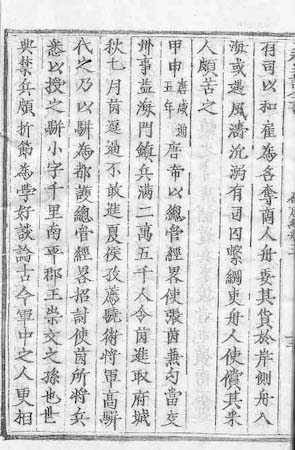 有司以和雇為名奪商人舟委其貨於岸側舟入
海或遇風濤沉溺有司囚繫綱吏舟人使償其米
人頗苦之
甲申唐咸通五年唐帝以總管經畧使張茵兼勾當交
州事益海門鎮兵滿二萬五千人令茵進取府城
秋七月茵逗遛不敢進夏侯孜薦驍衛將軍高駢
代之乃以駢為都護總管經畧招討使茵所將兵
悉以授之駢小字千里南平郡王崇文之孫也世
典禁兵頗折節為學好談論古今軍中之人更相